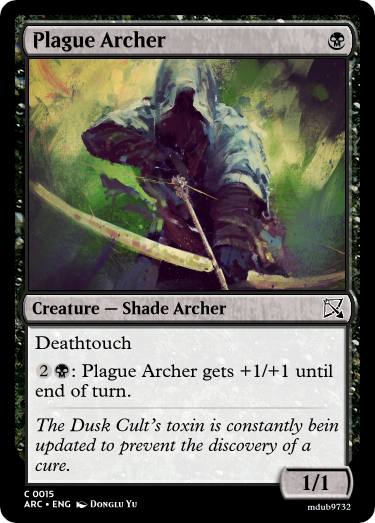 Plague Archer
Creature — Shade Archer
Deathtouch
2: Plague Archer gets +1/+1 until
end of turn.
The Dusk Cult's toxin is constantly bein
updated to prevent the discovery of a
cure.
1/1
C 0015
ARC • ENG Donglu Yu
mdub9732